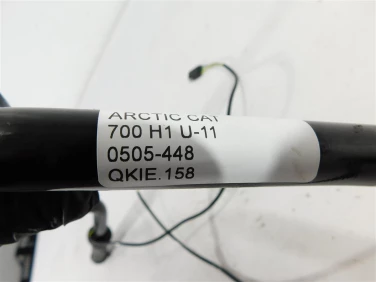 ARCTIC CAT
700 H1 U-11
0505-448
QKIE.158